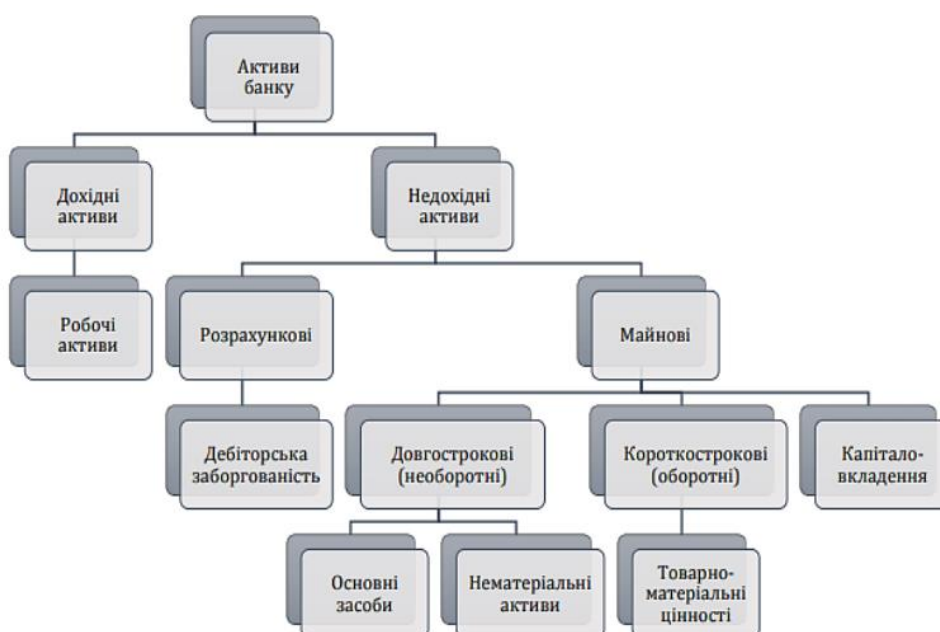 Активи
банку
Дохідні
активи
Недохідні
активи
Робочі
активи
Розрахункові
Майнові
Дебіторська
заборгованість
Довгострокові
(необоротні)
Короткострокові
(оборотні)
Капітало-
вкладення
Основні
засоби
Нематеріальні
активи
Товарно-
матеріальні
цінності